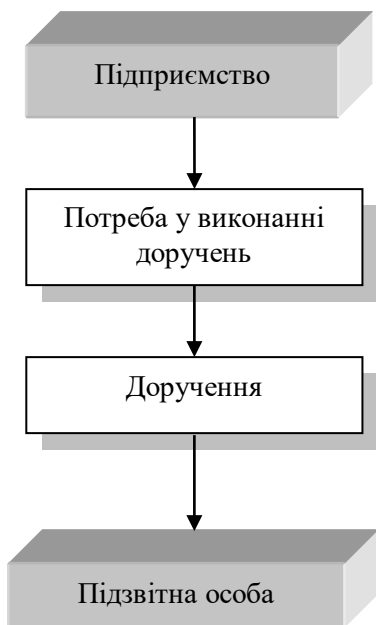 Підприємство
Потреба у виконанні
доручень
Доручення
Підзвітна особа